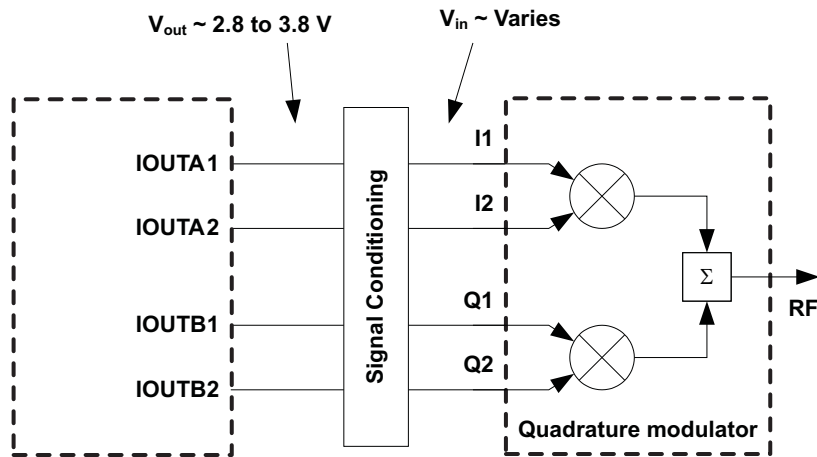 V_out ~ 2.8 to 3.8 V
V_in ~ Varies
IOUTA1
IOUTA2
IOUTB1
IOUTB2
Signal Conditioning
I1
I2
Q1
Q2
Σ
RF
Quadrature modulator